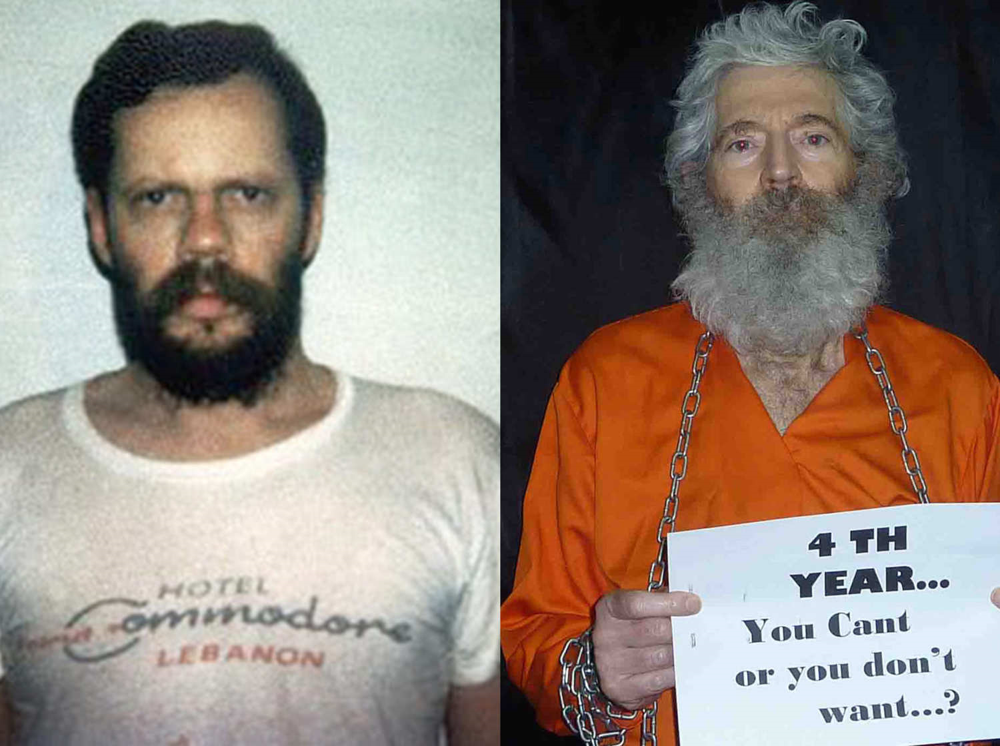 HOTEL
Commodore
LEBANON
4 TH
YEAR...
You Cant
or you don't
want...?